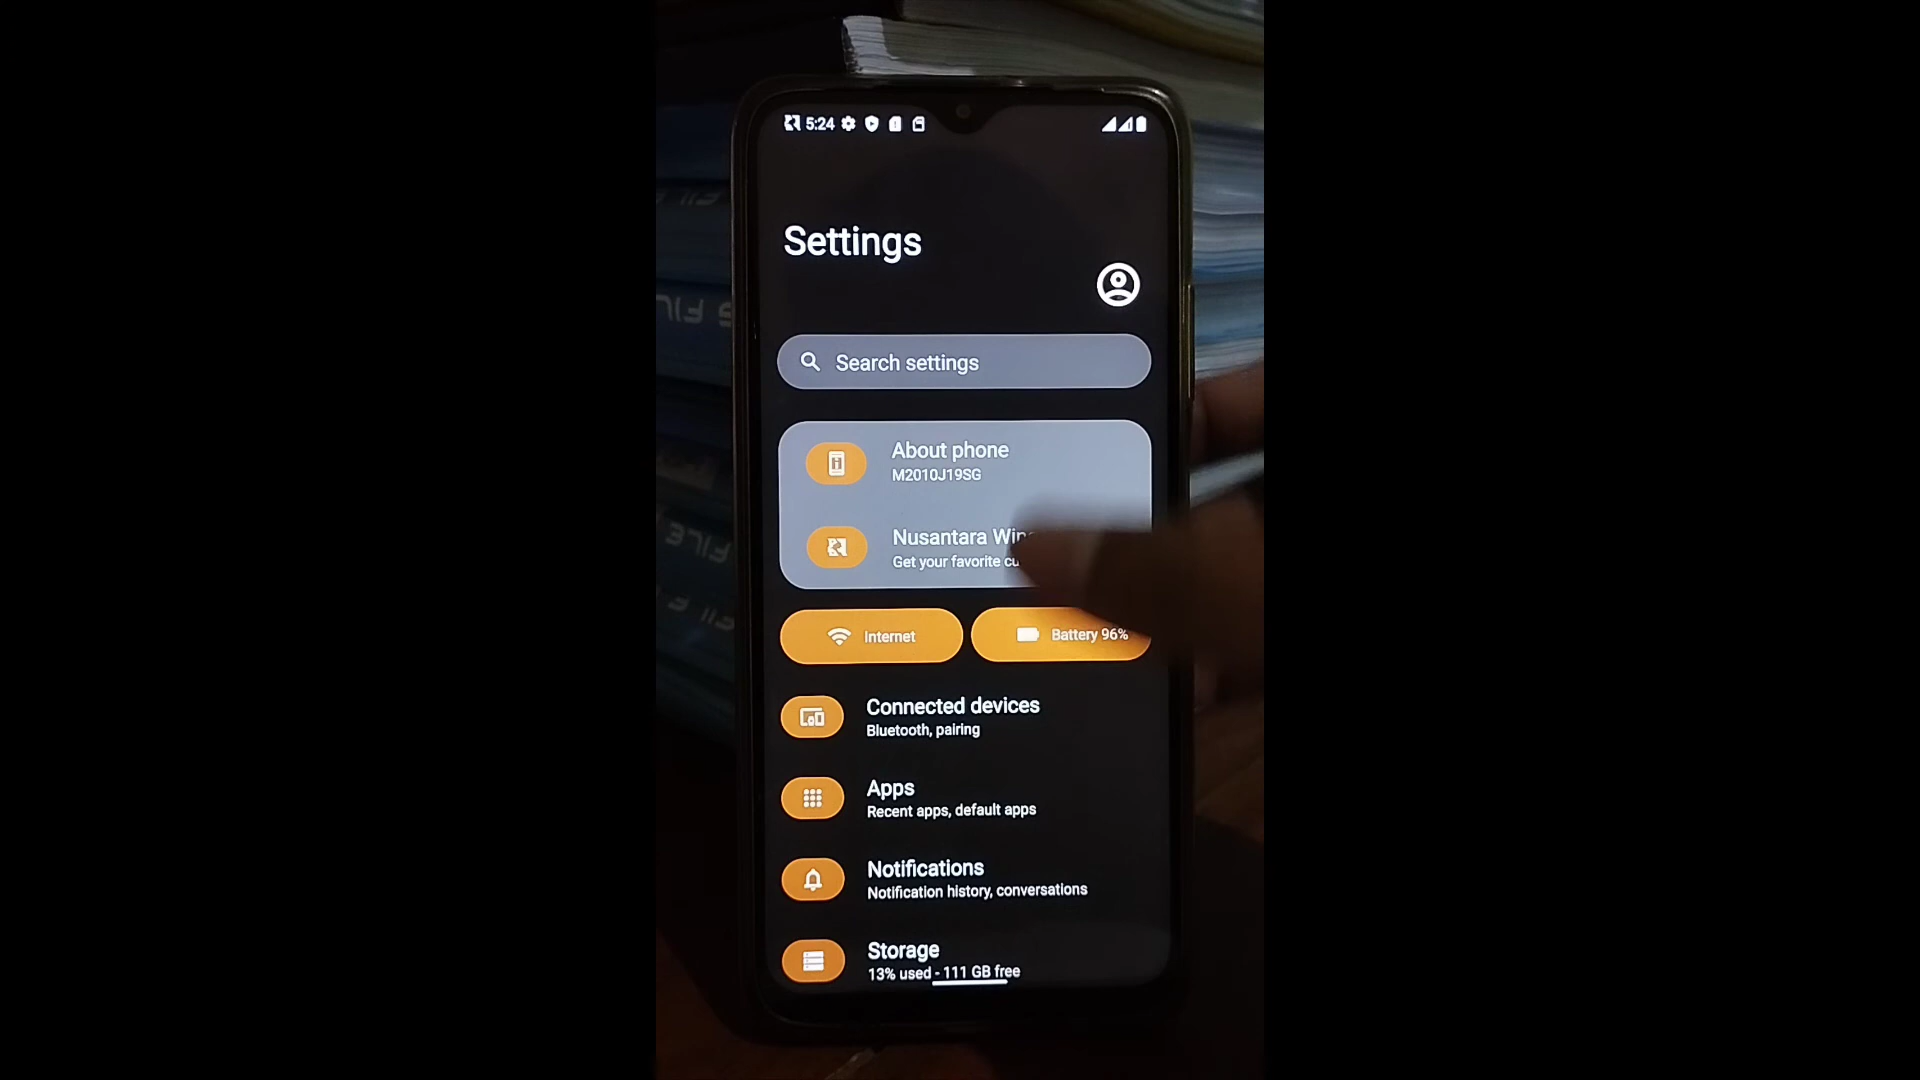 5:24
Settings
Search settings
About phone
M2010J19SG
Nusantara
Get your favorite
Internet
Battery 96%
Connected devices
Bluetooth, pairing
Apps
Recent apps, default apps
Notifications
Notification history, conversations
Storage
13% used - 111 GB free
FILE